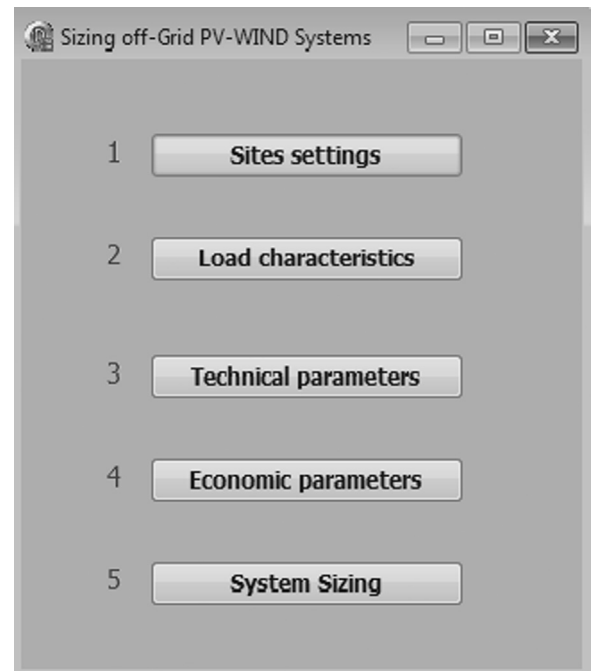 Sizing off-Grid PV-WIND Systems
1 Sites settings
2 Load characteristics
3 Technical parameters
4 Economic parameters
5 System Sizing